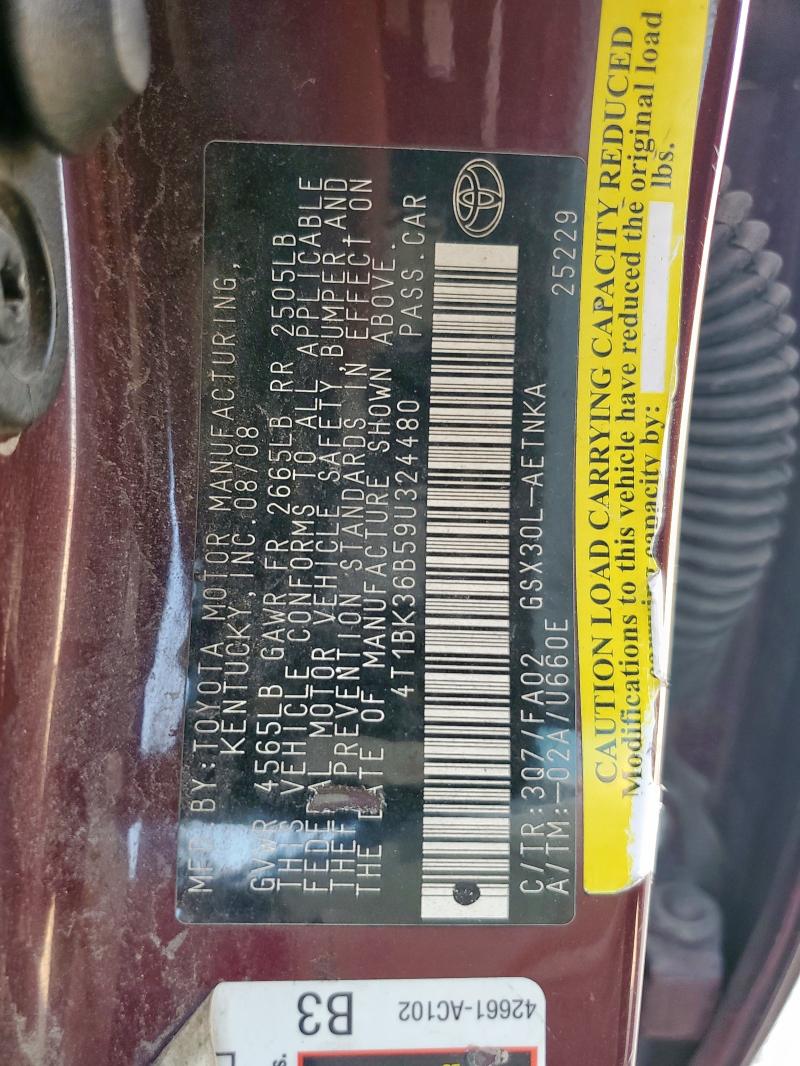 MFD. BY: TOYOTA MOTOR MANUFACTURING,
KENTUCKY, INC. 08/08
GVWR 4565LB GAWR FR 2665LB RR 2505LB
THIS VEHICLE CONFORMS TO ALL APPLICABLE
FEDERAL MOTOR VEHICLE SAFETY, BUMPER, AND
THEFT PREVENTION STANDARDS IN EFFECT ON
THE DATE OF MANUFACTURE SHOWN ABOVE.
4T1BK36B59U324480 PASS. CAR
C/TR: 3Q7/FA02 GSX30L-AETNKA
A/TM: -02A/U660E 25229
CAUTION LOAD CARRYING CAPACITY REDUCED
Modifications to this vehicle have reduced the original load
carrying capacity by: lbs.
42661-AC102
B3